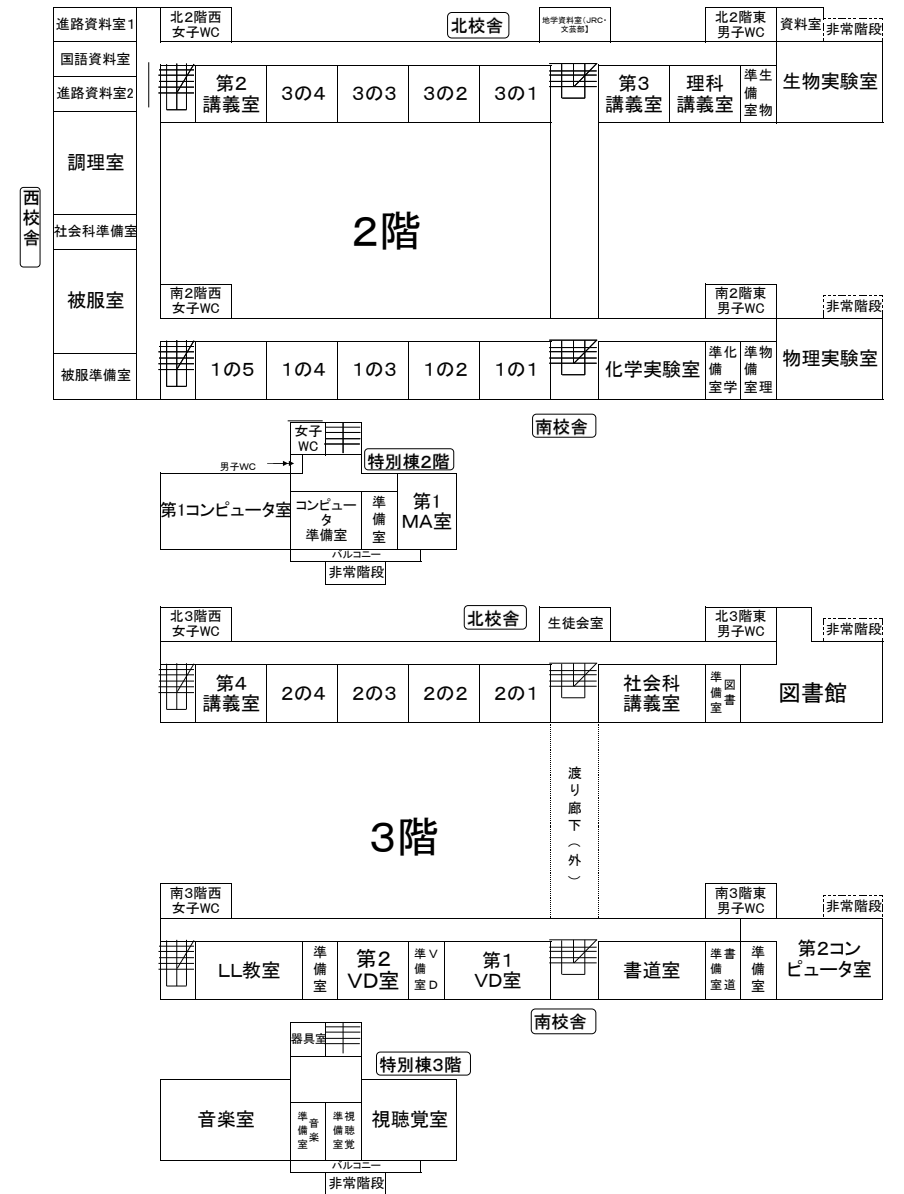 進路資料室1
北2階西
女子WC
北校舎
地学資料室(JRC・
文芸部】
北2階東
男子WC
資料室
非常階段
国語資料室
進路資料室2
第2
講義室
3の4
3の3
3の2
3の1
第3
講義室
理科
講義室
生物
準備室
生物実験室
調理室
西校舎
社会科準備室
2階
被服室
南2階西
女子WC
南2階東
男子WC
非常階段
被服準備室
1の5
1の4
1の3
1の2
1の1
化学実験室
化学
準備室
物理
準備室
物理実験室
南校舎
女子
WC
男子WC
特別棟2階
第1コンピュータ室
コンピュー
タ
準備室
準備室
第1
MA室
バルコニー
非常階段
北3階西
女子WC
北校舎
生徒会室
北3階東
男子WC
非常階段
第4
講義室
2の4
2の3
2の2
2の1
社会科
講義室
図書
準備室
図書館
渡り廊下(外)
3階
南3階西
女子WC
南3階東
男子WC
非常階段
LL教室
準備室
第2
VD室
VD
準備室
第1
VD室
書道室
書道
準備室
準備室
第2コン
ピュータ室
南校舎
器具室
特別棟3階
音楽室
音楽
準備室
視聴覚
準備室
視聴覚室
バルコニー
非常階段